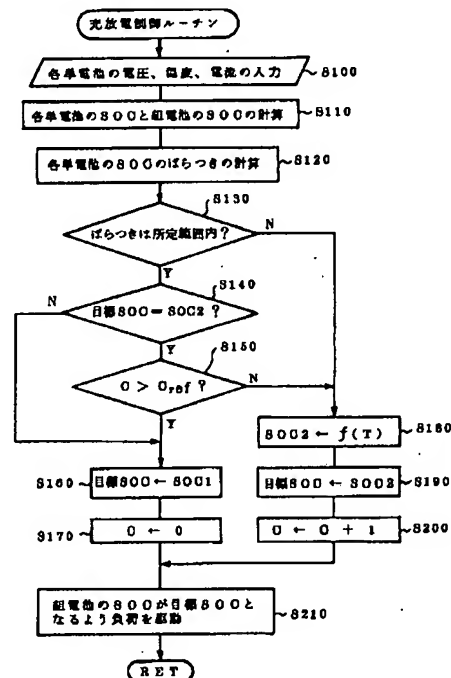 充放電制御ルーチン
各単電池の電圧、温度、電流の入力
S100
各単電池のSOCと組電池のSOCの計算
S110
各単電池のSOCのばらつきの計算
S120
S130
ばらつきは所定範囲内?
N
Y
S140
N
目標SOC=SOC2 ?
Y
S150
C > Cref ?
N
Y
SOC2 ← f(T)
S180
S160
目標SOC ← SOC1
目標SOC ← SOC2
S190
S170
C ← 0
C ← C + 1
S200
組電池のSOCが目標SOCと
なるよう負荷を駆動
S210
RET